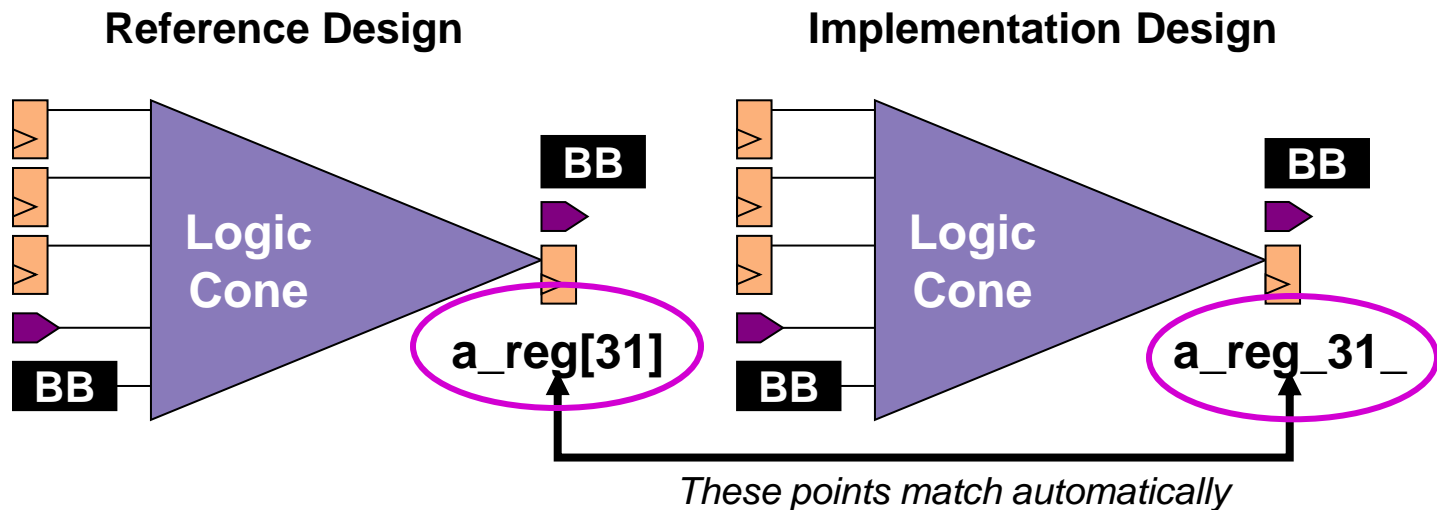 Reference Design
Implementation Design
BB
BB
Logic
Cone
Logic
Cone
a_reg[31]
a_reg_31_
BB
BB
These points match automatically